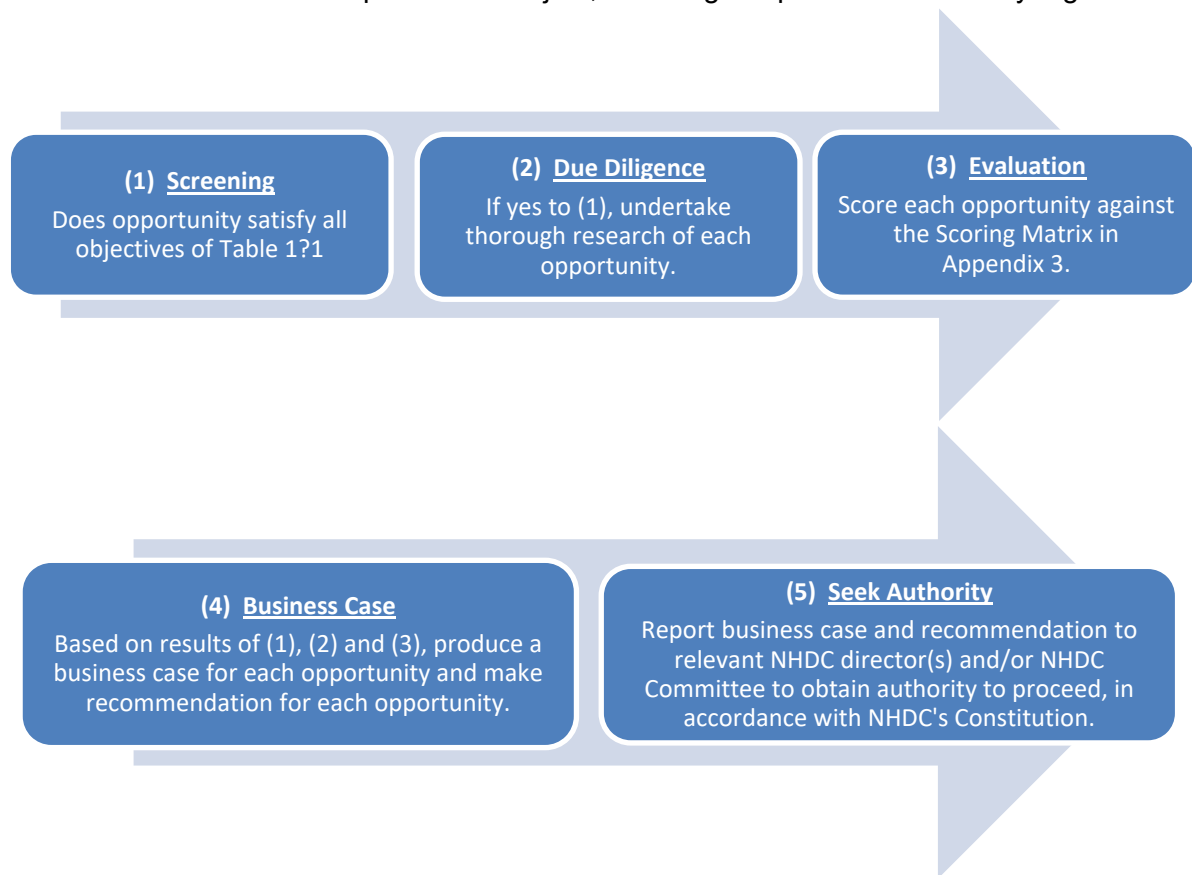 (1) Screening
Does opportunity satisfy all
objectives of Table 1?1
(2) Due Diligence
If yes to (1), undertake
thorough research of each
opportunity.
(3) Evaluation
Score each opportunity against
the Scoring Matrix in
Appendix 3.
(4) Business Case
Based on results of (1), (2) and (3), produce a
business case for each opportunity and make
recommendation for each opportunity.
(5) Seek Authority
Report business case and recommendation to
relevant NHDC director(s) and/or NHDC
Committee to obtain authority to proceed, in
accordance with NHDC's Constitution.